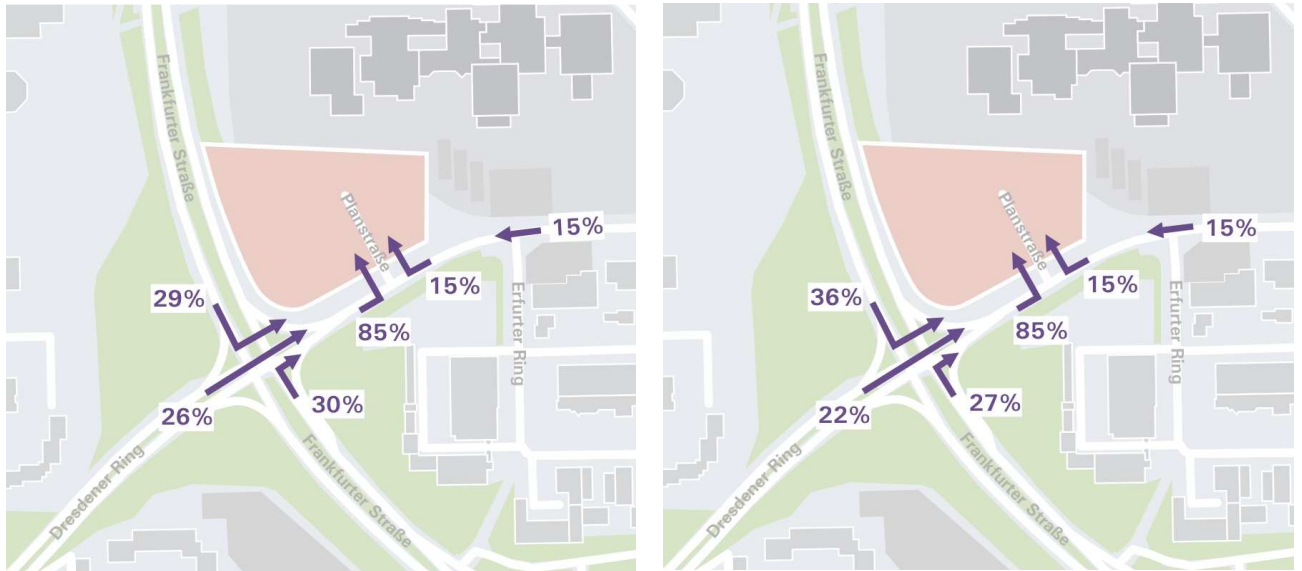 Frankfurter Straße
Planstraße
15%
15%
29%
85%
Erfurter Ring
26%
30%
Dresdener Ring
Frankfurter Straße
Frankfurter Straße
Planstraße
15%
15%
36%
85%
Erfurter Ring
22%
27%
Dresdener Ring
Frankfurter Straße